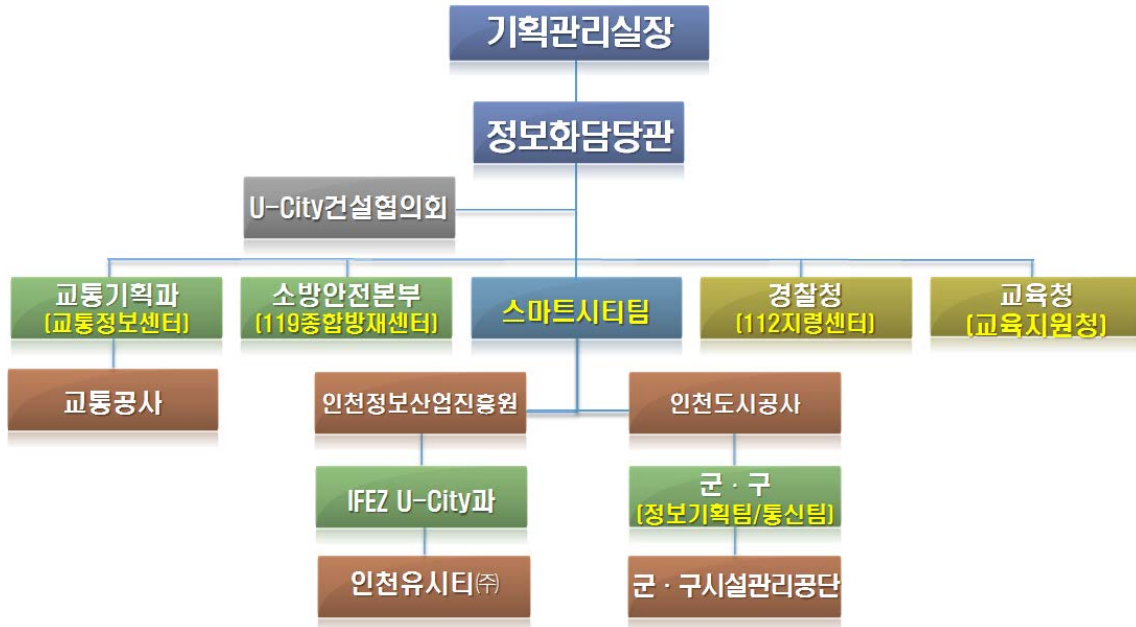 기획관리실장
정보화담당관
U-City건설협의회
교통기획과
(교통정보센터)
소방안전본부
(119종합방재센터)
스마트시티팀
경찰청
(112지령센터)
교육청
(교육지원청)
교통공사
인천정보산업진흥원
인천도시공사
IFEZ U-City과
군 · 구
(정보기획팀/통신팀)
인천유시티㈜
군 · 구시설관리공단